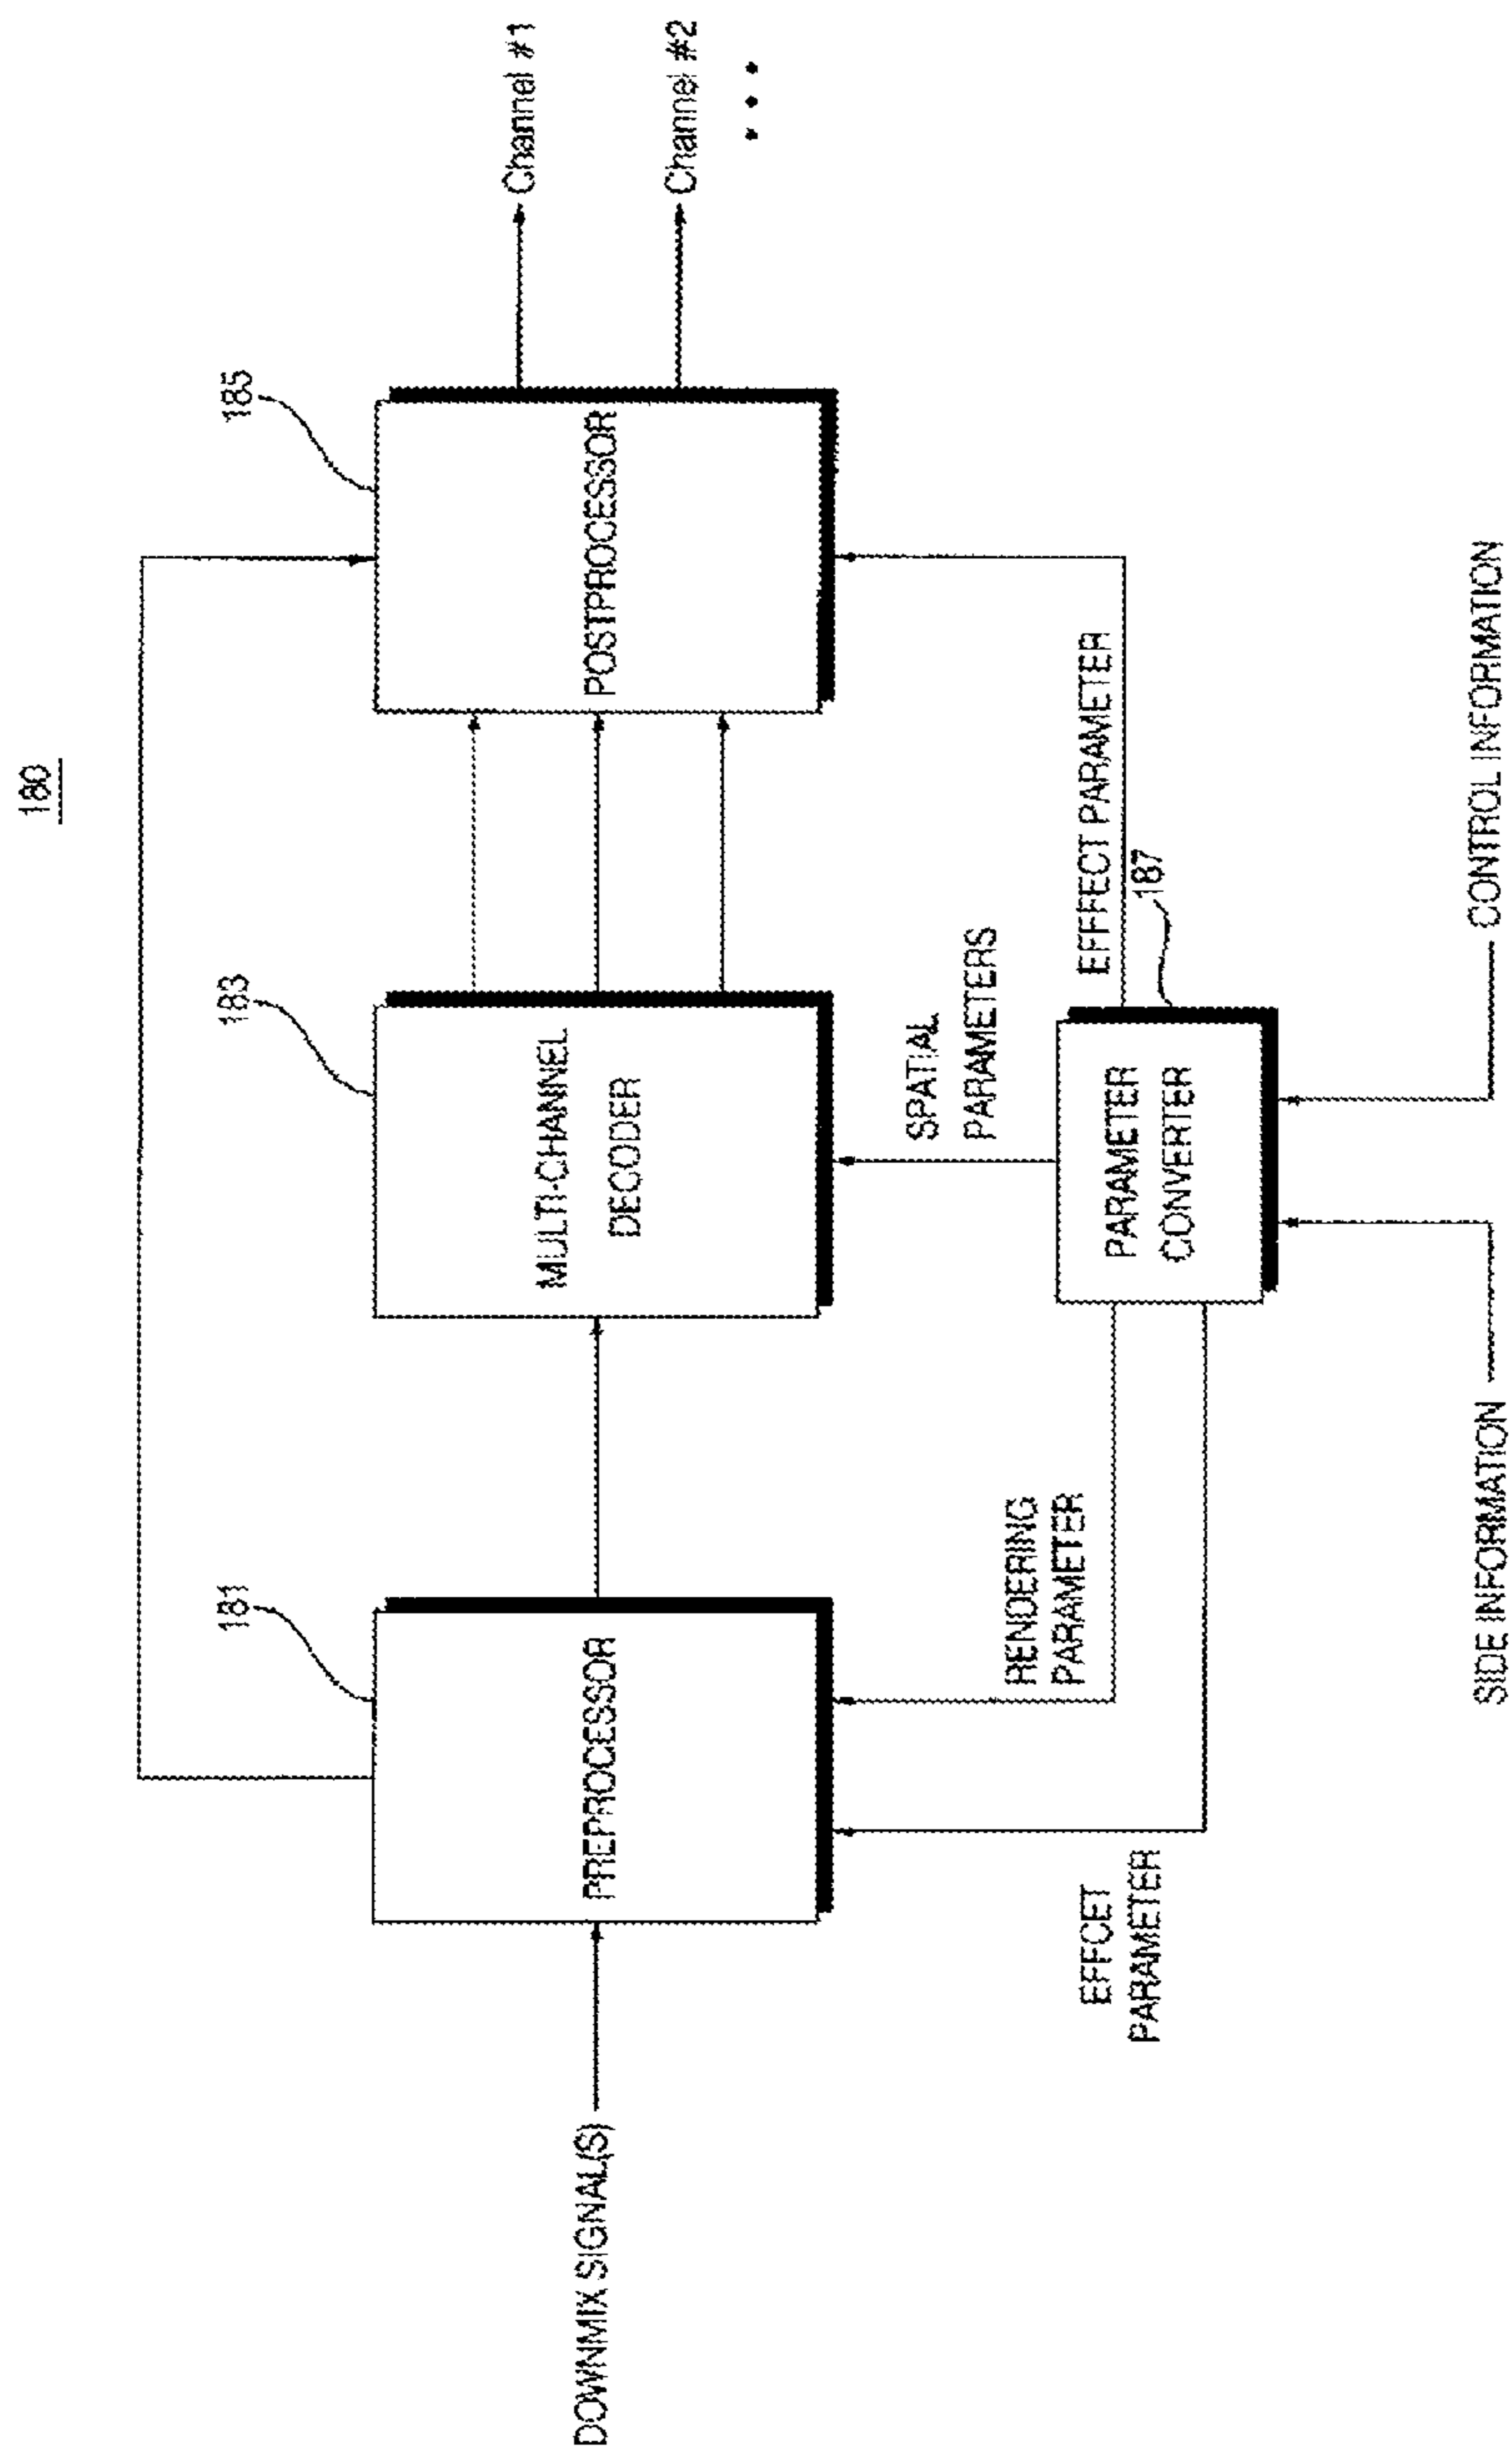 180
181
183
185
DOWNMIX SIGNAL(S)
PREPROCESSOR
MULTI-CHANNEL
DECODER
POSTPROCESSOR
Channel #1
Channel #2
• • •
SPATIAL
PARAMETERS
RENDERING
PARAMETER
EFFCET
PARAMETER
EFFECT PARAMETER
187
PARAMETER
CONVERTER
SIDE INFORMATION
CONTROL INFORMATION